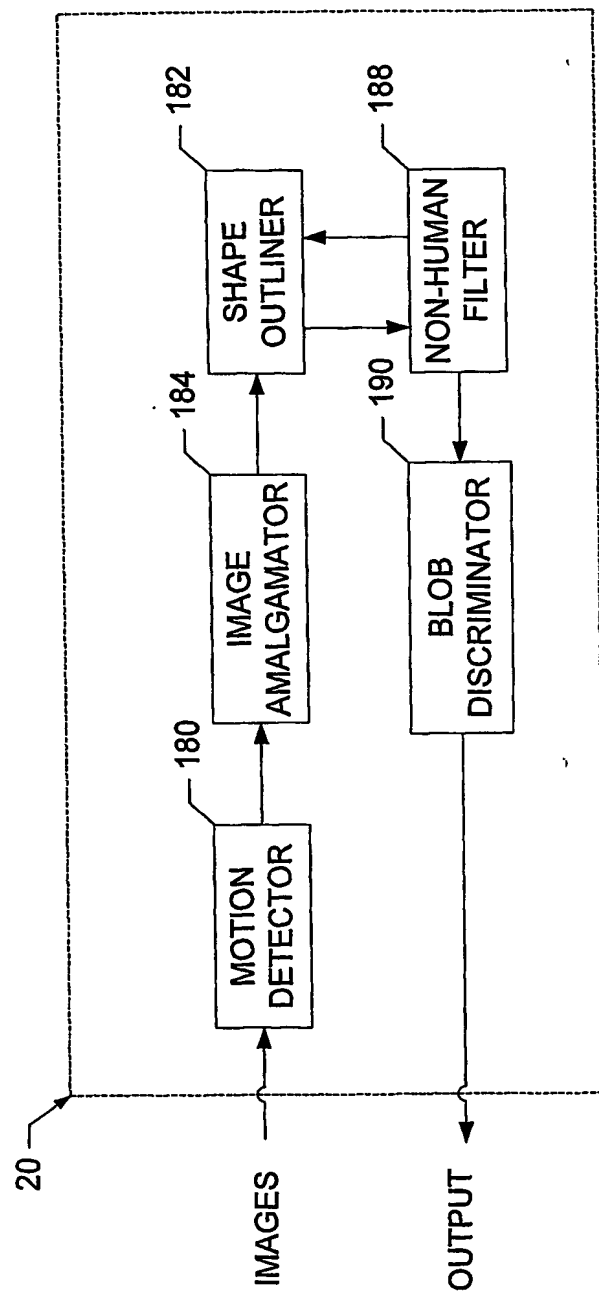 20
IMAGES
MOTION
DETECTOR
180
IMAGE
AMALGAMATOR
184
SHAPE
OUTLINER
182
NON-HUMAN
FILTER
188
BLOB
DISCRIMINATOR
190
OUTPUT